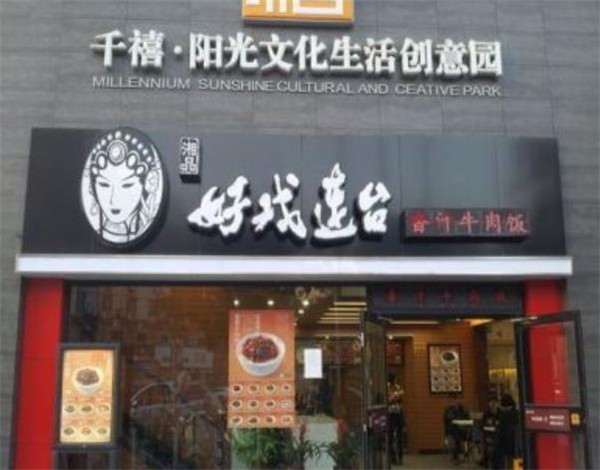 千禧·阳光文化生活创意园
MILLENNIUM SUNSHINE CULTURAL AND CEATIVE PARK
湘品
好戏连台
香汁牛肉饭